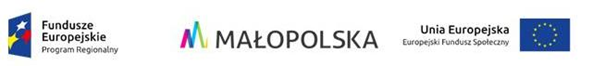 Fundusze
Europejskie
Program Regionalny
MAŁOPOLSKA
Unia Europejska
Europejski Fundusz Społeczny